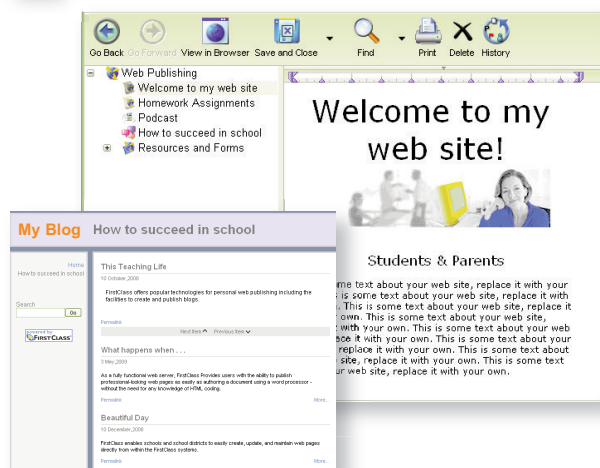 Go Back Go Forward View in Browser Save and Close Find Print Delete History
Web Publishing
Welcome to my web site
Homework Assignments
Podcast
How to succeed in school
Resources and Forms
Welcome to my
web site!
Students & Parents
me text about your web site, replace it with your
is some text about your web site, replace it with
. This is some text about your web site, replace it
own. This is some text about your web site,
with your own. This is some text about your web
ace it with your own. This is some text about your
replace it with your own. This is some text about
site, replace it with your own. This is some text
ur web site, replace it with your own.
My Blog How to succeed in school
Home
How to succeed in school
Search
Go
powered by
FIRSTCLASS
This Teaching Life
10 October, 2008
FirstClass offers popular technologies for personal web publishing including the
facilities to create and publish blogs.
Permalink
Next Item Previous Item
What happens when . . .
3 May, 2009
As a fully functional web server, FirstClass Provides users with the ability to publish
professional-looking web pages as easily as authoring a document using a word processor -
without the need for any knowledge of HTML coding.
Permalink More..
Beautiful Day
10 December, 2008
FirstClass enables schools and school districts to easily create, update, and maintain web pages
directly from within the FirstClass systems.
Permalink More..